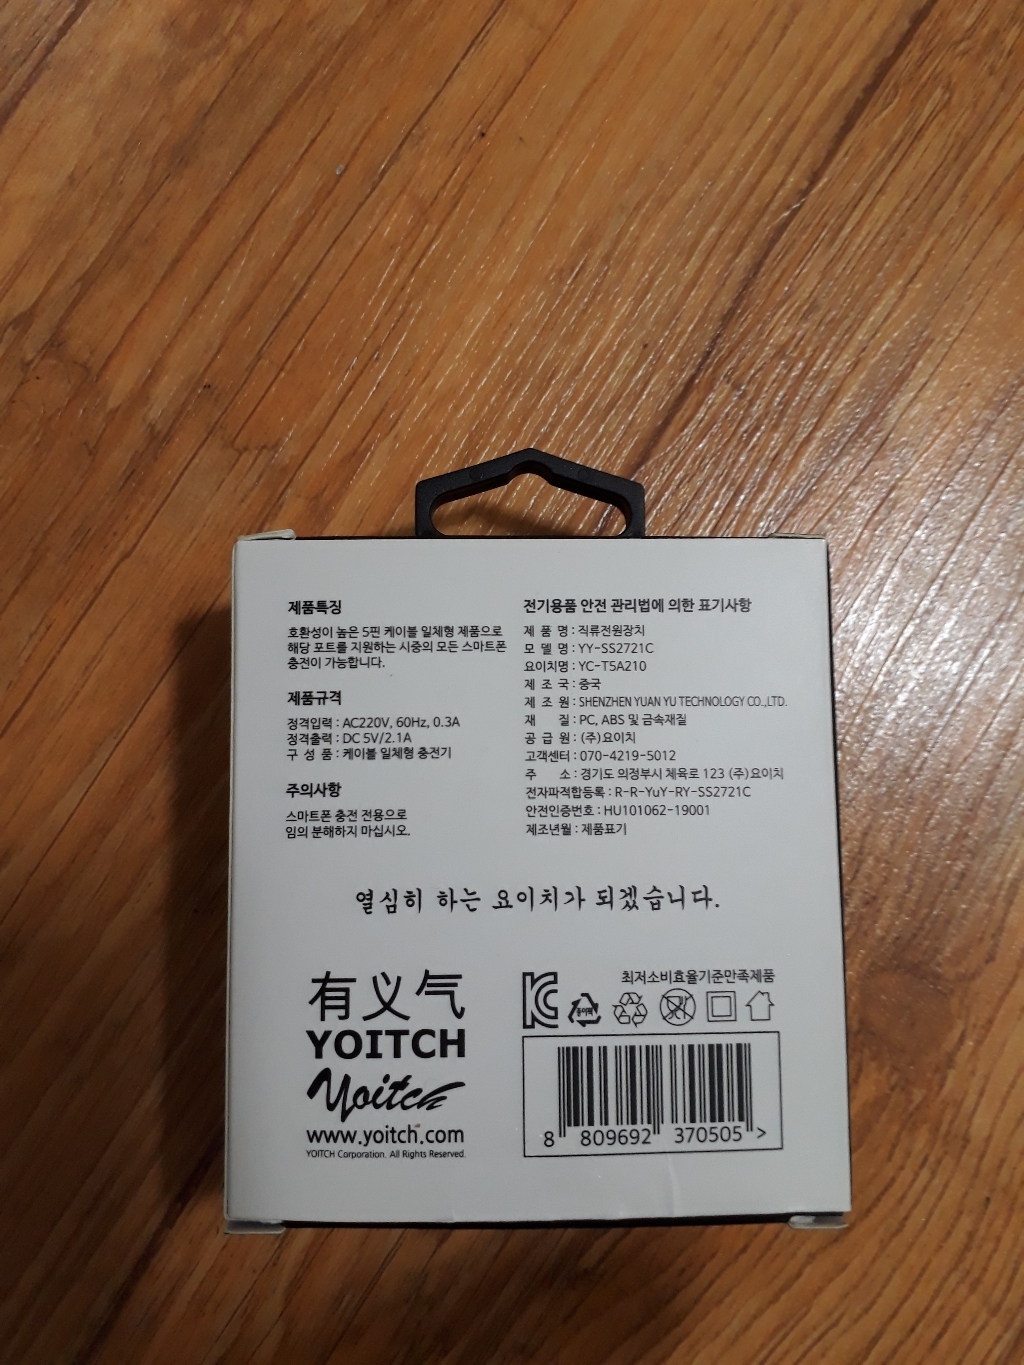 제품특징
호환성이 높은 5핀 케이블 일체형 제품으로
해당 포트를 지원하는 시중의 모든 스마트폰
충전이 가능합니다.
제품규격
정격입력 : AC220V, 60Hz, 0.3A
정격출력 : DC 5V/2.1A
구 성 품 : 케이블 일체형 충전기
주의사항
스마트폰 충전 전용으로
임의 분해하지 마십시오.
전기용품 안전 관리법에 의한 표기사항
제 품 명 : 직류전원장치
모 델 명 : YY-SS2721C
요이치명 : YC-T5A210
제 조 국 : 중국
제 조 원 : SHENZHEN YUAN YU TECHNOLOGY CO.,LTD.
재 질 : PC, ABS 및 금속재질
공 급 원 : (주)요이치
고객센터 : 070-4219-5012
주 소 : 경기도 의정부시 체육로 123 (주)요이치
전자파적합등록 : R-R-YuY-RY-SS2721C
안전인증번호 : HU101062-19001
제조년월 : 제품표기
열심히 하는 요이치가 되겠습니다.
有义气
YOITCH
Yoitch
www.yoitch.com
YOITCH Corporation. All Rights Reserved.
최저소비효율기준만족제품
KC
종이팩
8 809692 370505 >